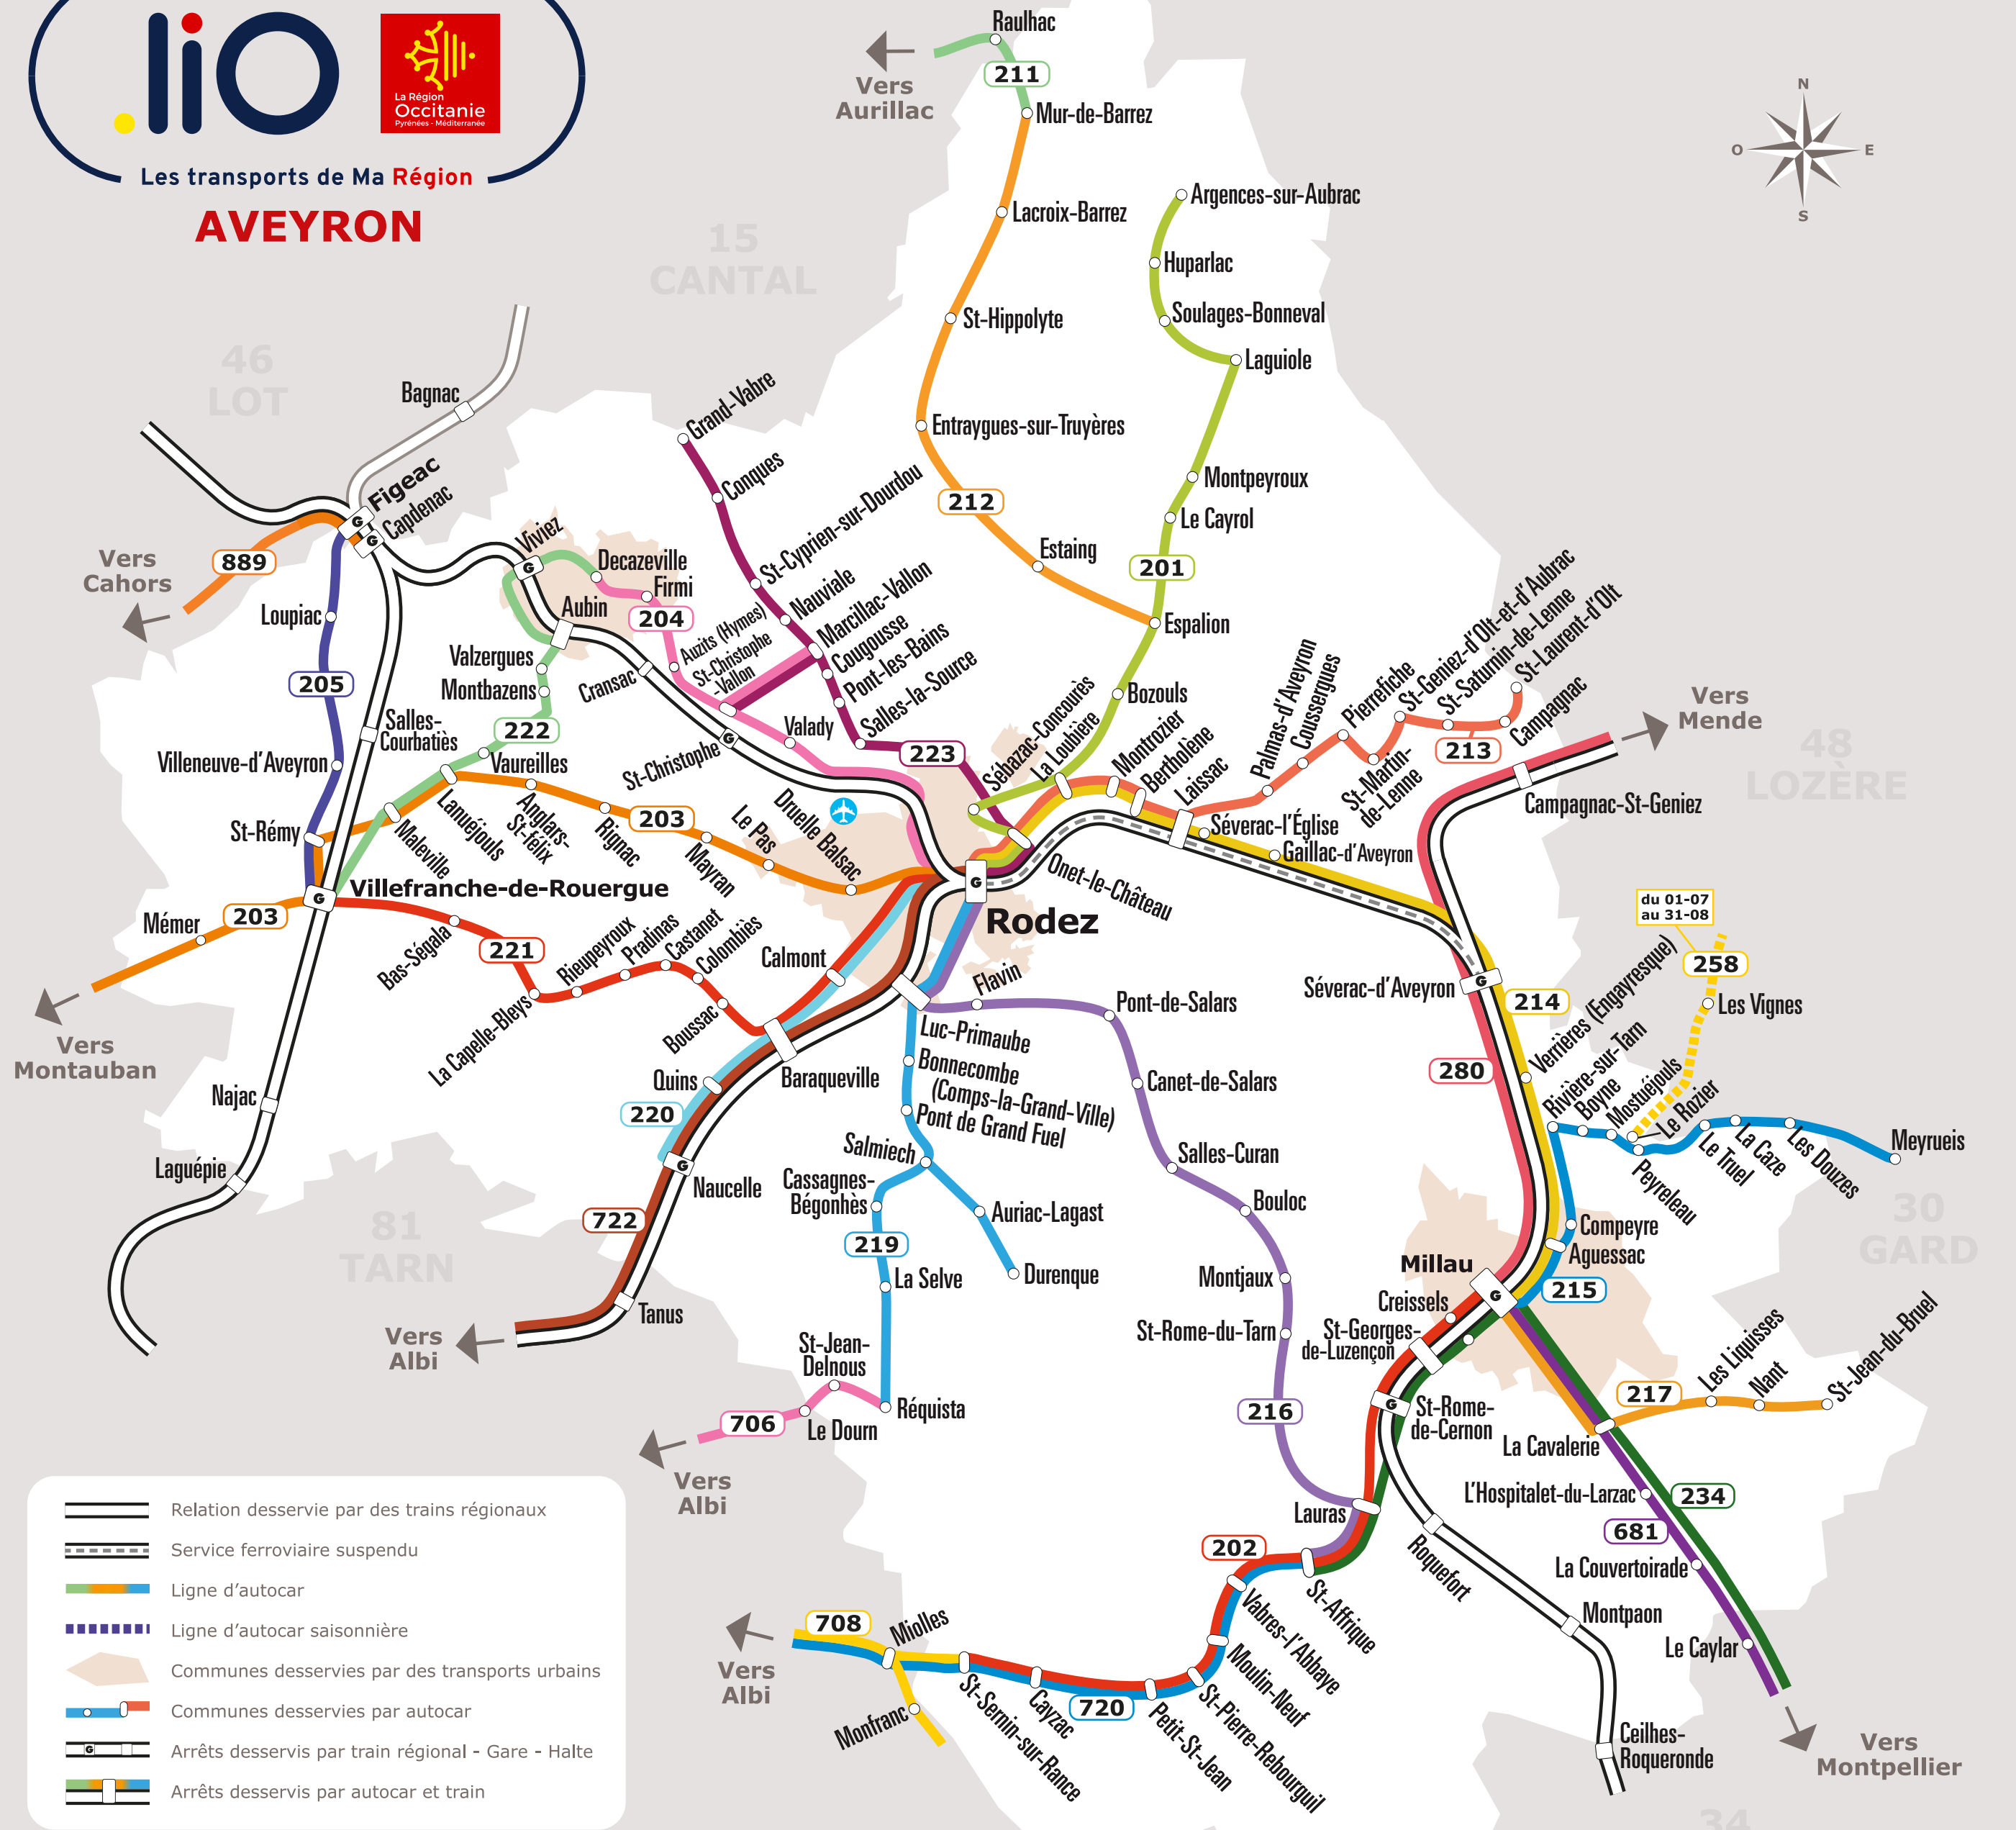 .liO
La Région
Occitanie
Pyrénées - Méditerranée
Les transports de Ma Région
AVEYRON
N
O
E
S
15
CANTAL
46
LOT
48
LOZÈRE
81
TARN
30
GARD
34
Raulhac
211
Vers
Aurillac
Mur-de-Barrez
Lacroix-Barrez
St-Hippolyte
Entraygues-sur-Truyères
212
Estaing
Argences-sur-Aubrac
Huparlac
Soulages-Bonneval
Laguiole
Montpeyroux
Le Cayrol
201
Espalion
Bozouls
Sébazac-Concourès
La Loubière
Montrozier
Bertholène
Laissac
Palmas-d'Aveyron
Coussergues
Pierrefiche
St-Martin-
de-Lenne
St-Geniez-d'Olt-et-d'Aubrac
St-Saturnin-de-Lenne
St-Laurent-d'Olt
213
Campagnac
Vers
Mende
Campagnac-St-Geniez
Séverac-l'Église
Gaillac-d'Aveyron
Bagnac
Figeac
Capdenac
889
Vers
Cahors
Loupiac
205
Villeneuve-d'Aveyron
St-Rémy
Salles-
Courbatiès
Viviez
Decazeville
Firmi
204
Aubin
Valzergues
Montbazens
222
Cransac
Auzits (Hymes)
St-Christophe
-Vallon
St-Christophe
Valady
Grand-Vabre
Conques
St-Cyprien-sur-Dourdou
Nauviale
Marcillac-Vallon
Cougousse
Pont-les-Bains
Salles-la-Source
223
Onet-le-Château
Rodez
Vaureilles
Lanuéjouls
Maleville
Anglars-
St-félix
Rignac
203
Mayran
Le Pas
Druelle Balsac
Villefranche-de-Rouergue
Mémer
203
Vers
Montauban
Bas-Ségala
221
La Capelle-Bleys
Rieupeyroux
Pradinas
Castanet
Colombiès
Boussac
Calmont
Baraqueville
Quins
220
Naucelle
722
Tanus
Vers
Albi
Najac
Laguépie
Luc-Primaube
Flavin
Pont-de-Salars
Canet-de-Salars
Salles-Curan
Bouloc
Montjaux
St-Rome-du-Tarn
216
Lauras
Bonnecombe
(Comps-la-Grand-Ville)
Pont de Grand Fuel
Salmiech
Cassagnes-
Bégonhès
Auriac-Lagast
219
Durenque
La Selve
Réquista
St-Jean-
Delnous
Le Dourn
706
Vers
Albi
Séverac-d'Aveyron
214
280
Verrières (Engayresque)
Rivière-sur-Tarn
Boyne
Mostuéjouls
Le Rozier
Peyreleau
Le Truel
La Caze
Les Douzes
Meyrueis
du 01-07
au 31-08
258
Les Vignes
Compeyre
Aguessac
215
Millau
Creissels
St-Georges-
de-Luzençon
St-Rome-
de-Cernon
217
Les Liquisses
Nant
St-Jean-du-Bruel
La Cavalerie
L'Hospitalet-du-Larzac
234
681
La Couvertoirade
Le Caylar
Vers
Montpellier
Roquefort
Montpaon
Ceilhes-
Roqueronde
202
St-Affrique
Vabres-l'Abbaye
Moulin-Neuf
St-Pierre-Rebourguil
Petit-St-Jean
720
Cayzac
St-Sernin-sur-Rance
Miolles
708
Vers
Albi
Monfranc
Relation desservie par des trains régionaux
Service ferroviaire suspendu
Ligne d'autocar
Ligne d'autocar saisonnière
Communes desservies par des transports urbains
Communes desservies par autocar
G
Arrêts desservis par train régional - Gare - Halte
Arrêts desservis par autocar et train